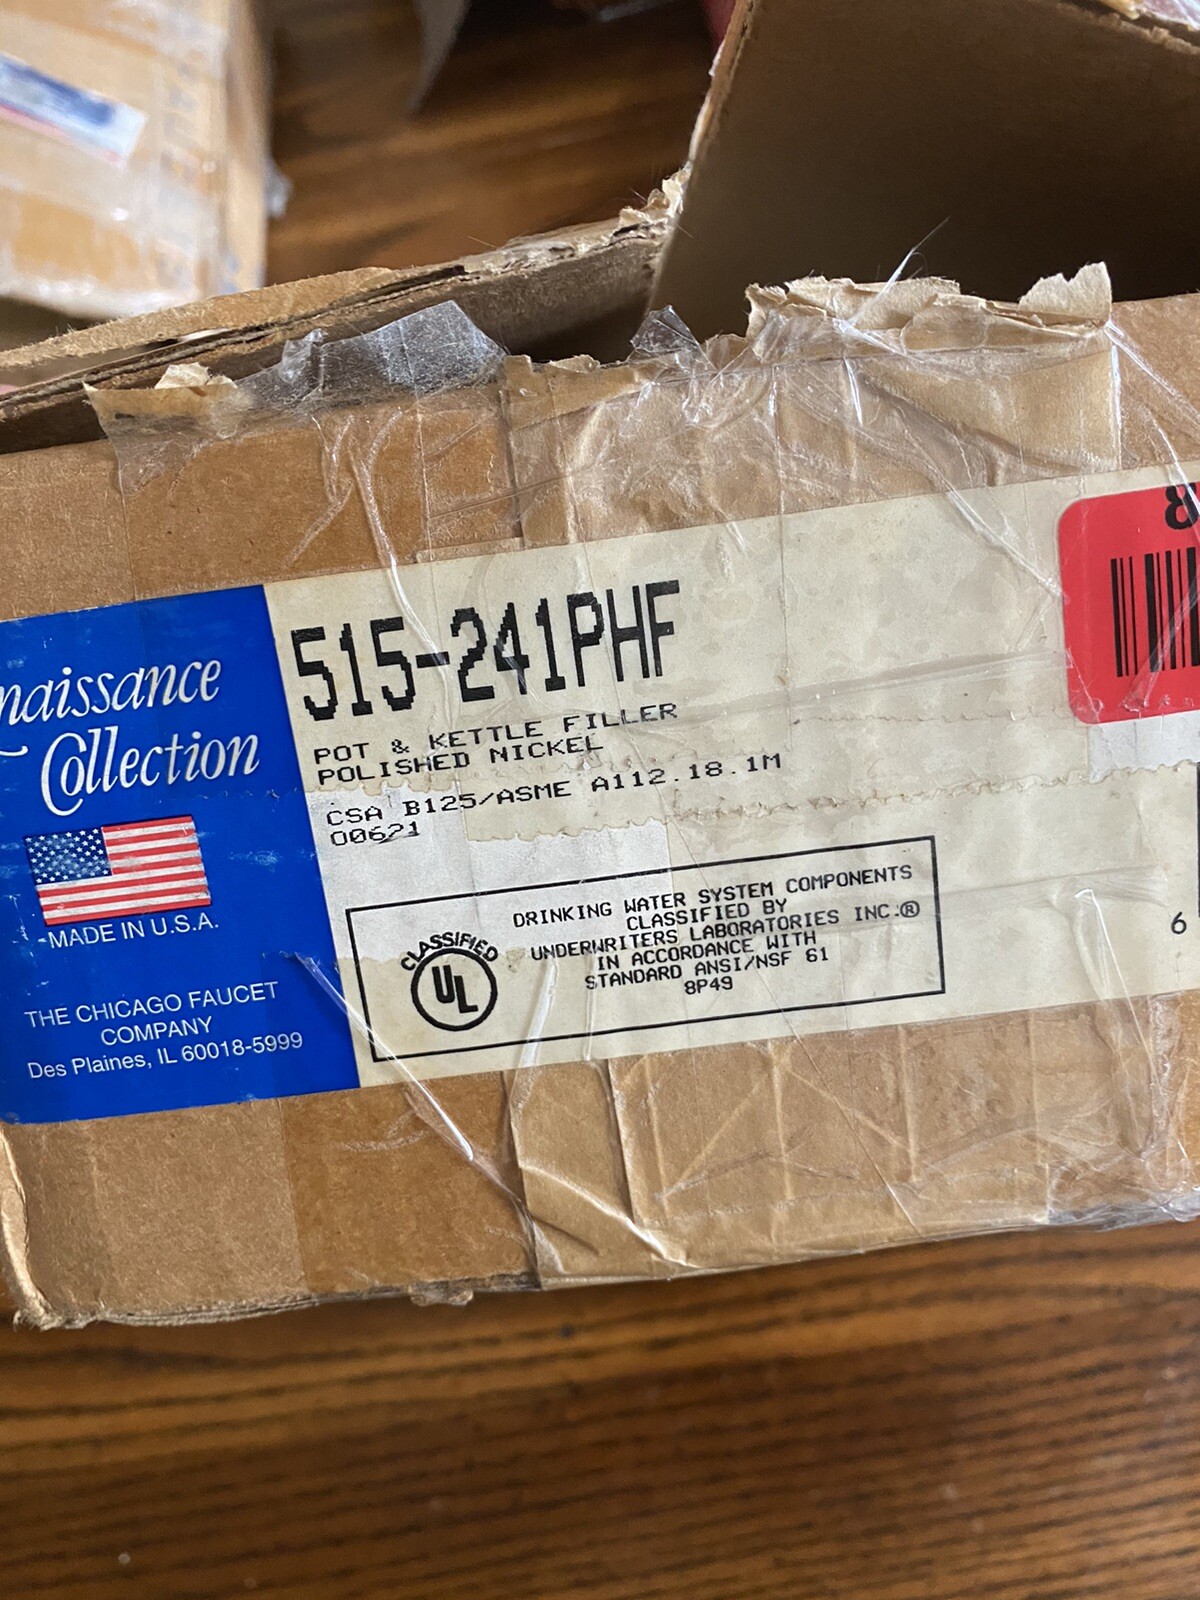 naissance
Collection
MADE IN U.S.A.
THE CHICAGO FAUCET
COMPANY
Des Plaines, IL 60018-5999
515-241PHF
POT & KETTLE FILLER
POLISHED NICKEL
CSA B125/ASME A112.18.1M
00621
CLASSIFIED
UL
DRINKING WATER SYSTEM COMPONENTS
CLASSIFIED BY
UNDERWRITERS LABORATORIES INC.®
IN ACCORDANCE WITH
STANDARD ANSI/NSF 61
8P49
8
6